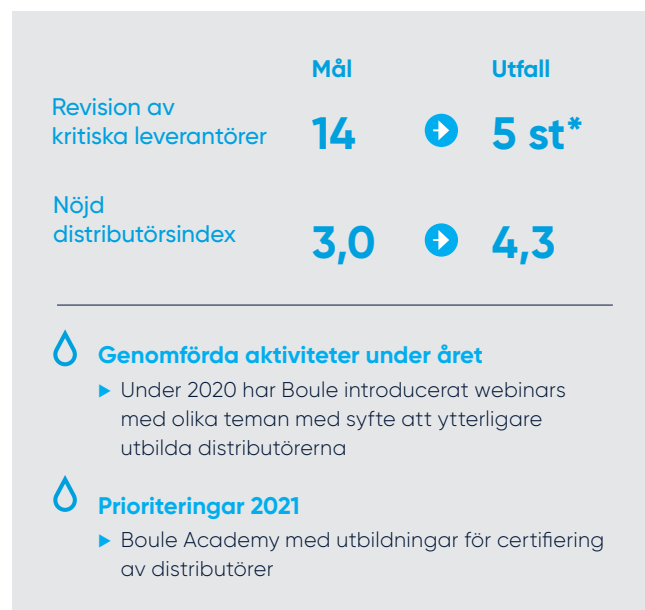 Mål Utfall
Revision av
kritiska leverantörer 14 5 st*
Nöjd
distributörsindex 3,0 4,3
Genomförda aktiviteter under året
Under 2020 har Boule introducerat webinars
med olika teman med syfte att ytterligare
utbilda distributörerna
Prioriteringar 2021
Boule Academy med utbildningar för certifiering
av distributörer